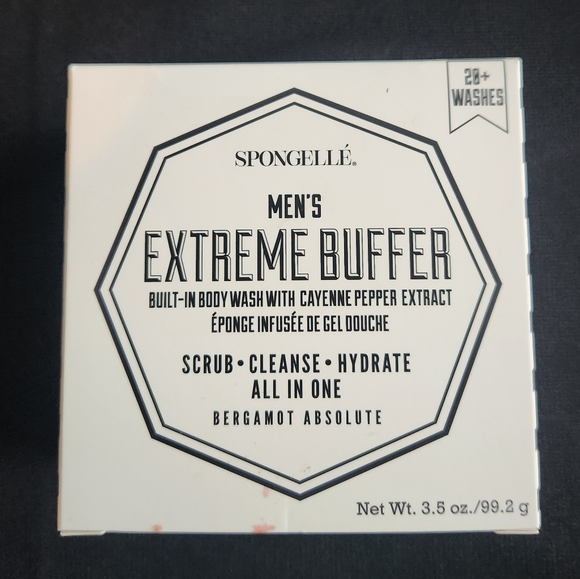 20+
WASHES
SPONGELLÉ®
MEN'S
EXTREME BUFFER
BUILT-IN BODY WASH WITH CAYENNE PEPPER EXTRACT
ÉPONGE INFUSÉE DE GEL DOUCHE
SCRUB • CLEANSE • HYDRATE
ALL IN ONE
BERGAMOT ABSOLUTE
Net Wt. 3.5 oz./99.2 g